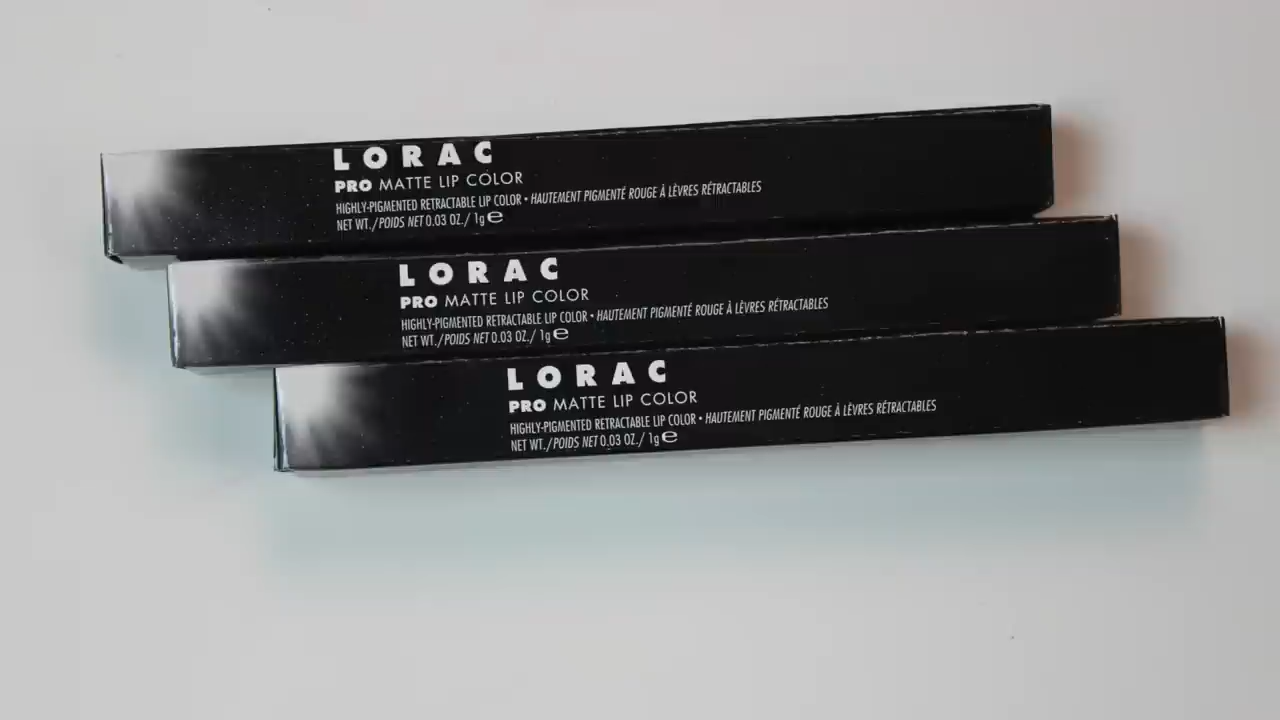 LORAC
PRO MATTE LIP COLOR
HIGHLY-PIGMENTED RETRACTABLE LIP COLOR • HAUTEMENT PIGMENTÉ ROUGE À LÈVRES RÉTRACTABLES
NET WT./POIDS NET 0.03 OZ./ 1g ℮
LORAC
PRO MATTE LIP COLOR
HIGHLY-PIGMENTED RETRACTABLE LIP COLOR • HAUTEMENT PIGMENTÉ ROUGE À LÈVRES RÉTRACTABLES
NET WT./POIDS NET 0.03 OZ./ 1g ℮
LORAC
PRO MATTE LIP COLOR
HIGHLY-PIGMENTED RETRACTABLE LIP COLOR • HAUTEMENT PIGMENTÉ ROUGE À LÈVRES RÉTRACTABLES
NET WT./POIDS NET 0.03 OZ./ 1g ℮